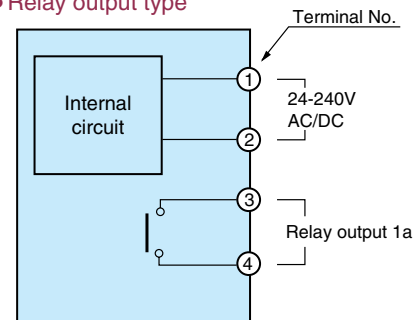 Relay output type
Terminal No.
Internal
circuit
1
24-240V
AC/DC
2
3
Relay output 1a
4